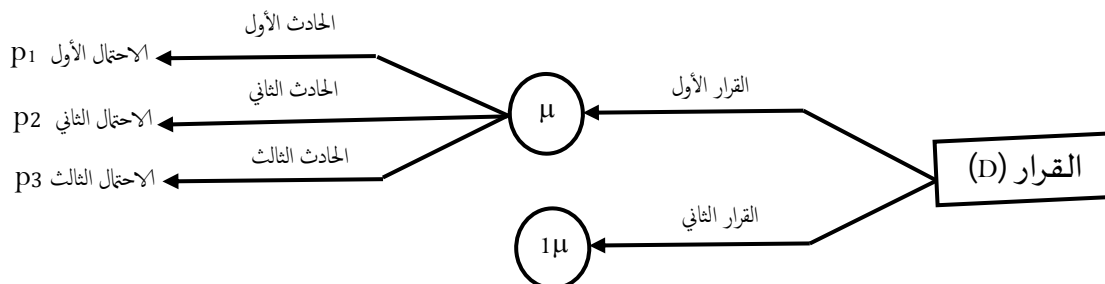 القرار (D)
القرار الأول
القرار الثاني
μ
1μ
الحادث الأول
الحادث الثاني
الحادث الثالث
الاحتمال الأول p1
الاحتمال الثاني p2
الاحتمال الثالث p3